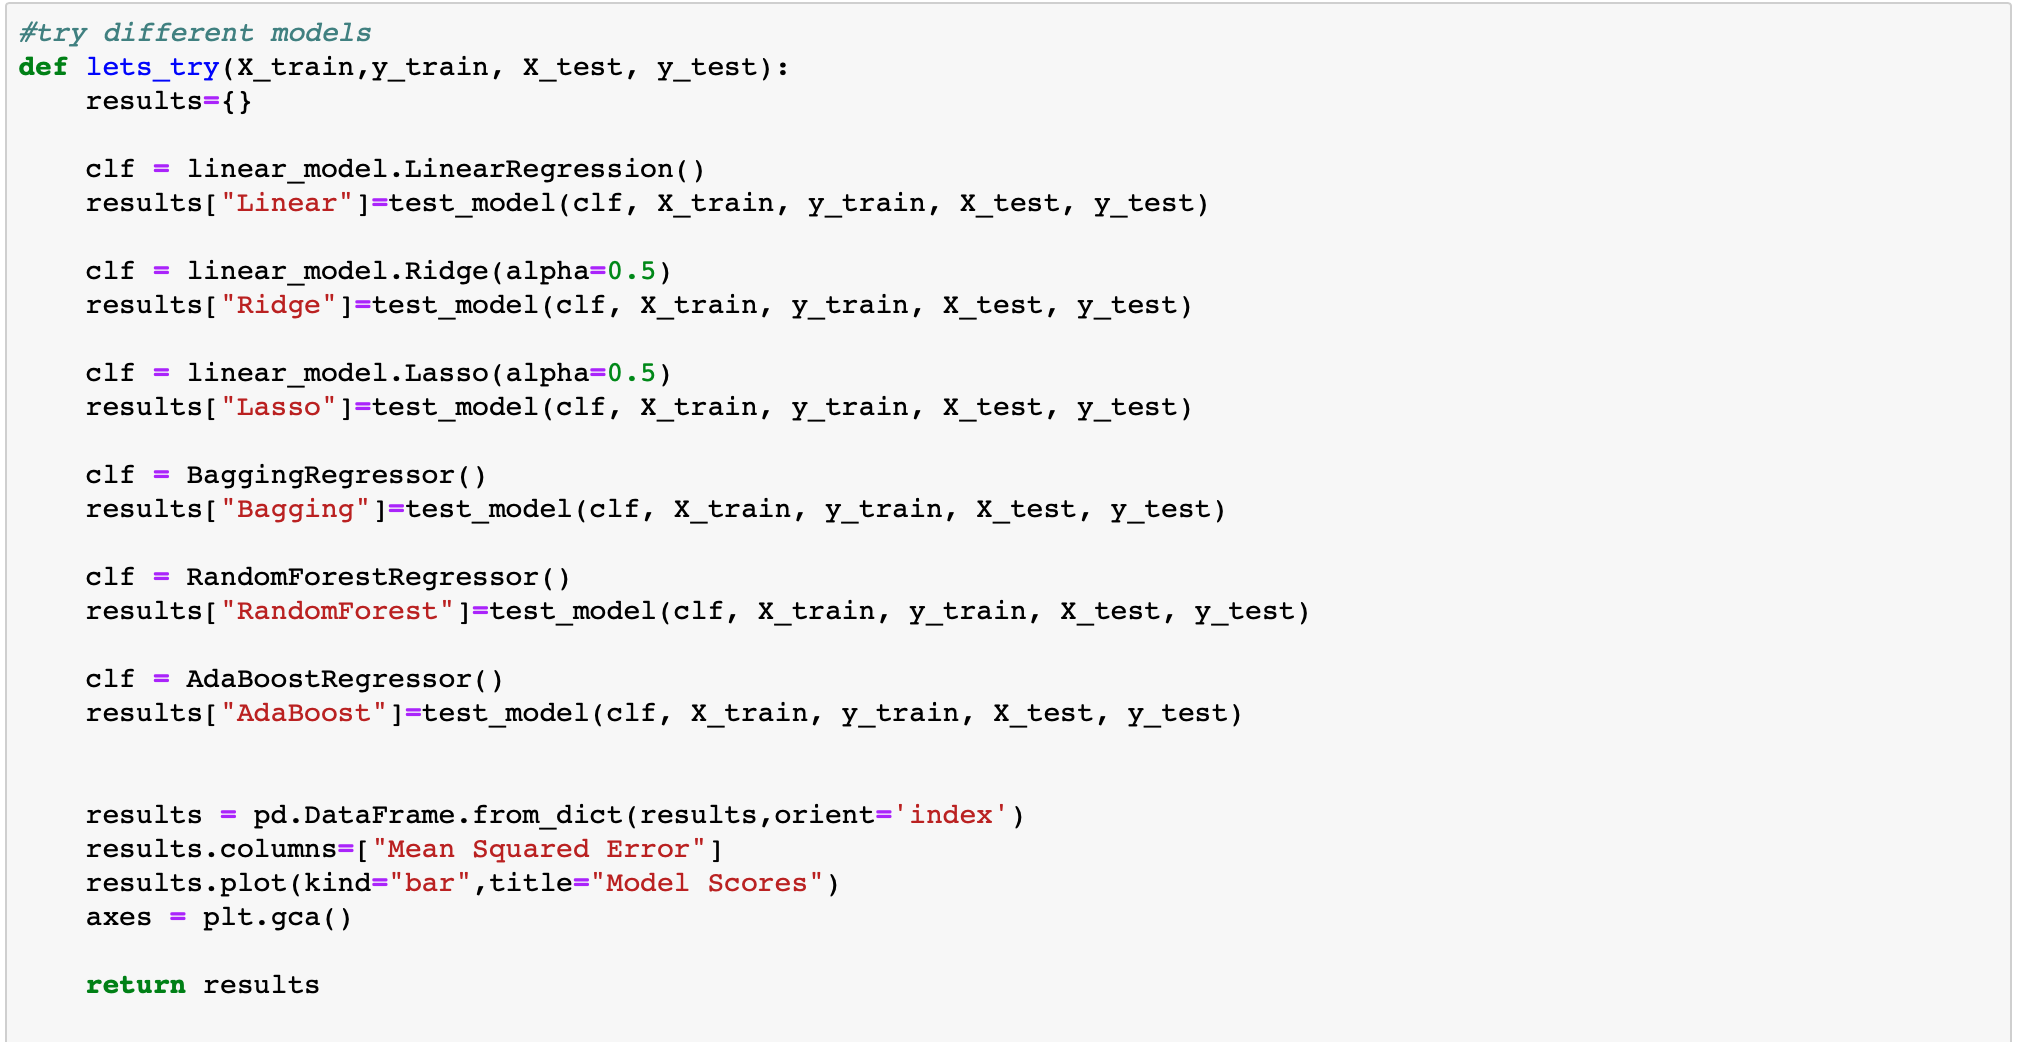 #try different models
def lets_try(X_train,y_train, X_test, y_test):
    results={}

    clf = linear_model.LinearRegression()
    results["Linear"]=test_model(clf, X_train, y_train, X_test, y_test)

    clf = linear_model.Ridge(alpha=0.5)
    results["Ridge"]=test_model(clf, X_train, y_train, X_test, y_test)

    clf = linear_model.Lasso(alpha=0.5)
    results["Lasso"]=test_model(clf, X_train, y_train, X_test, y_test)

    clf = BaggingRegressor()
    results["Bagging"]=test_model(clf, X_train, y_train, X_test, y_test)

    clf = RandomForestRegressor()
    results["RandomForest"]=test_model(clf, X_train, y_train, X_test, y_test)

    clf = AdaBoostRegressor()
    results["AdaBoost"]=test_model(clf, X_train, y_train, X_test, y_test)


    results = pd.DataFrame.from_dict(results,orient='index')
    results.columns=["Mean Squared Error"]
    results.plot(kind="bar",title="Model Scores")
    axes = plt.gca()

    return results